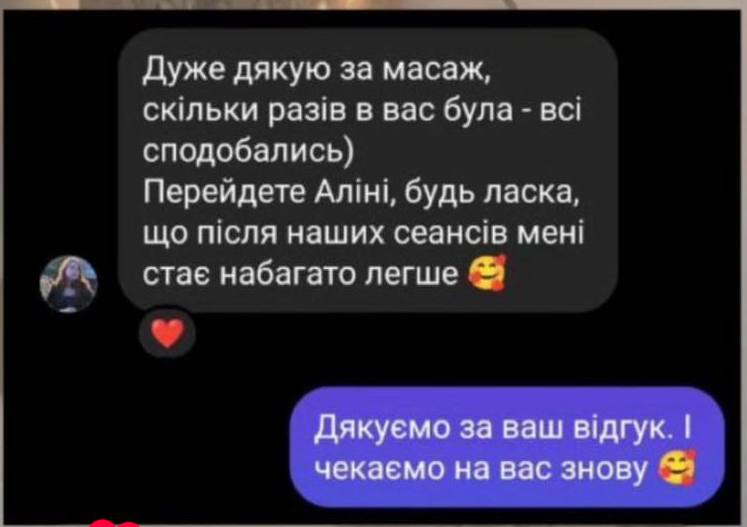 Дуже дякую за масаж,
скільки разів в вас була - всі
сподобались)
Перейдете Аліні, будь ласка,
що після наших сеансів мені
стає набагато легше 🥰
Дякуємо за ваш відгук. І
чекаємо на вас знову 🥰